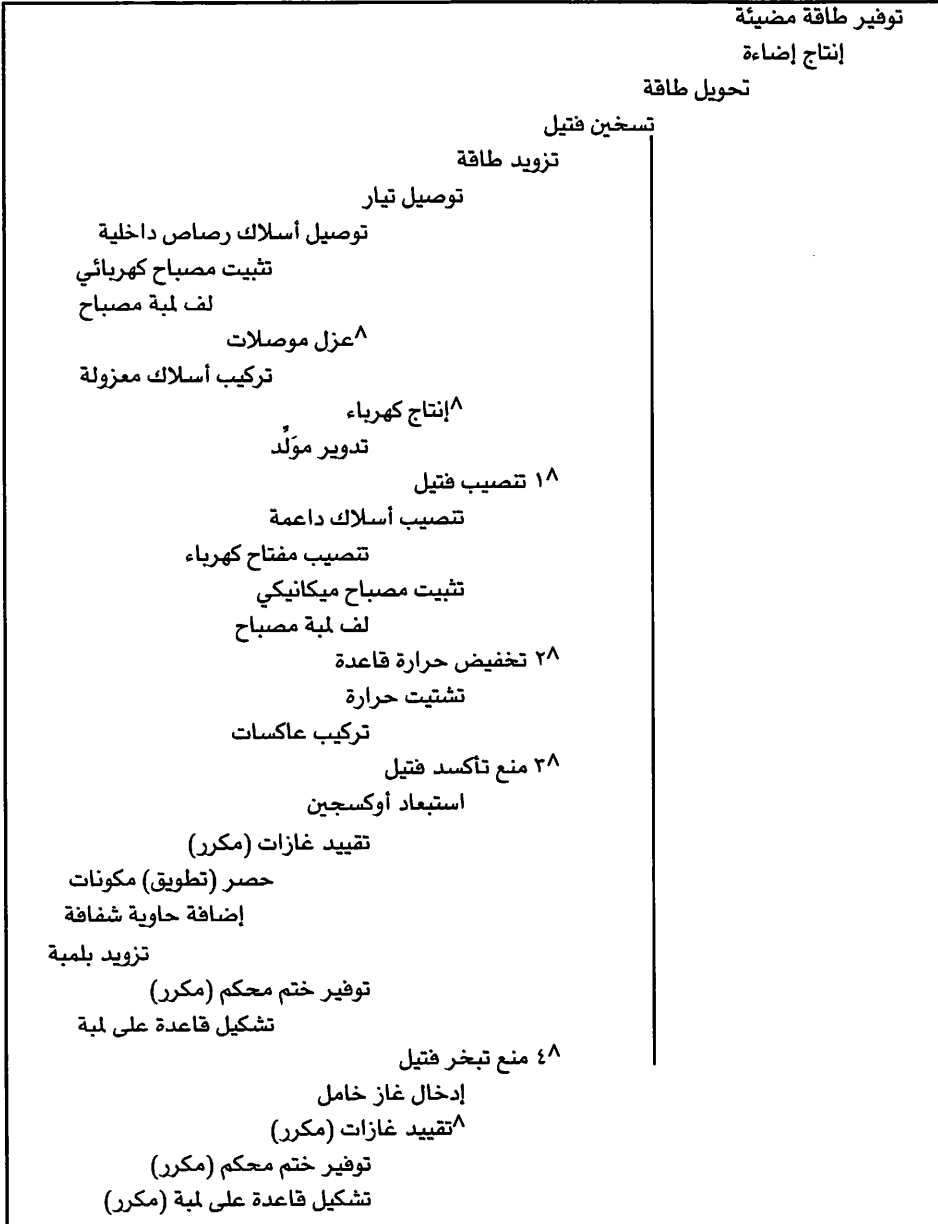 توفير طاقة مضيئة
إنتاج إضاءة
تحويل طاقة
تسخين فتيل
تزويد طاقة
توصيل تيار
توصيل أسلاك رصاص داخلية
تثبيت مصباح كهربائي
لف لمبة مصباح
^عزل موصلات
تركيب أسلاك معزولة
^إنتاج كهرباء
تدوير موَلِّد
^١ تنصيب فتيل
تنصيب أسلاك داعمة
تنصيب مفتاح كهرباء
تثبيت مصباح ميكانيكي
لف لمبة مصباح
^٢ تخفيض حرارة قاعدة
تشتيت حرارة
تركيب عاكسات
^٣ منع تأكسد فتيل
استبعاد أوكسجين
تقييد غازات (مكرر)
حصر (تطويق) مكونات
إضافة حاوية شفافة
تزويد بلمبة
توفير ختم محكم (مكرر)
تشكيل قاعدة على لمبة
^٤ منع تبخر فتيل
إدخال غاز خامل
^تقييد غازات (مكرر)
توفير ختم محكم (مكرر)
تشكيل قاعدة على لمبة (مكرر)